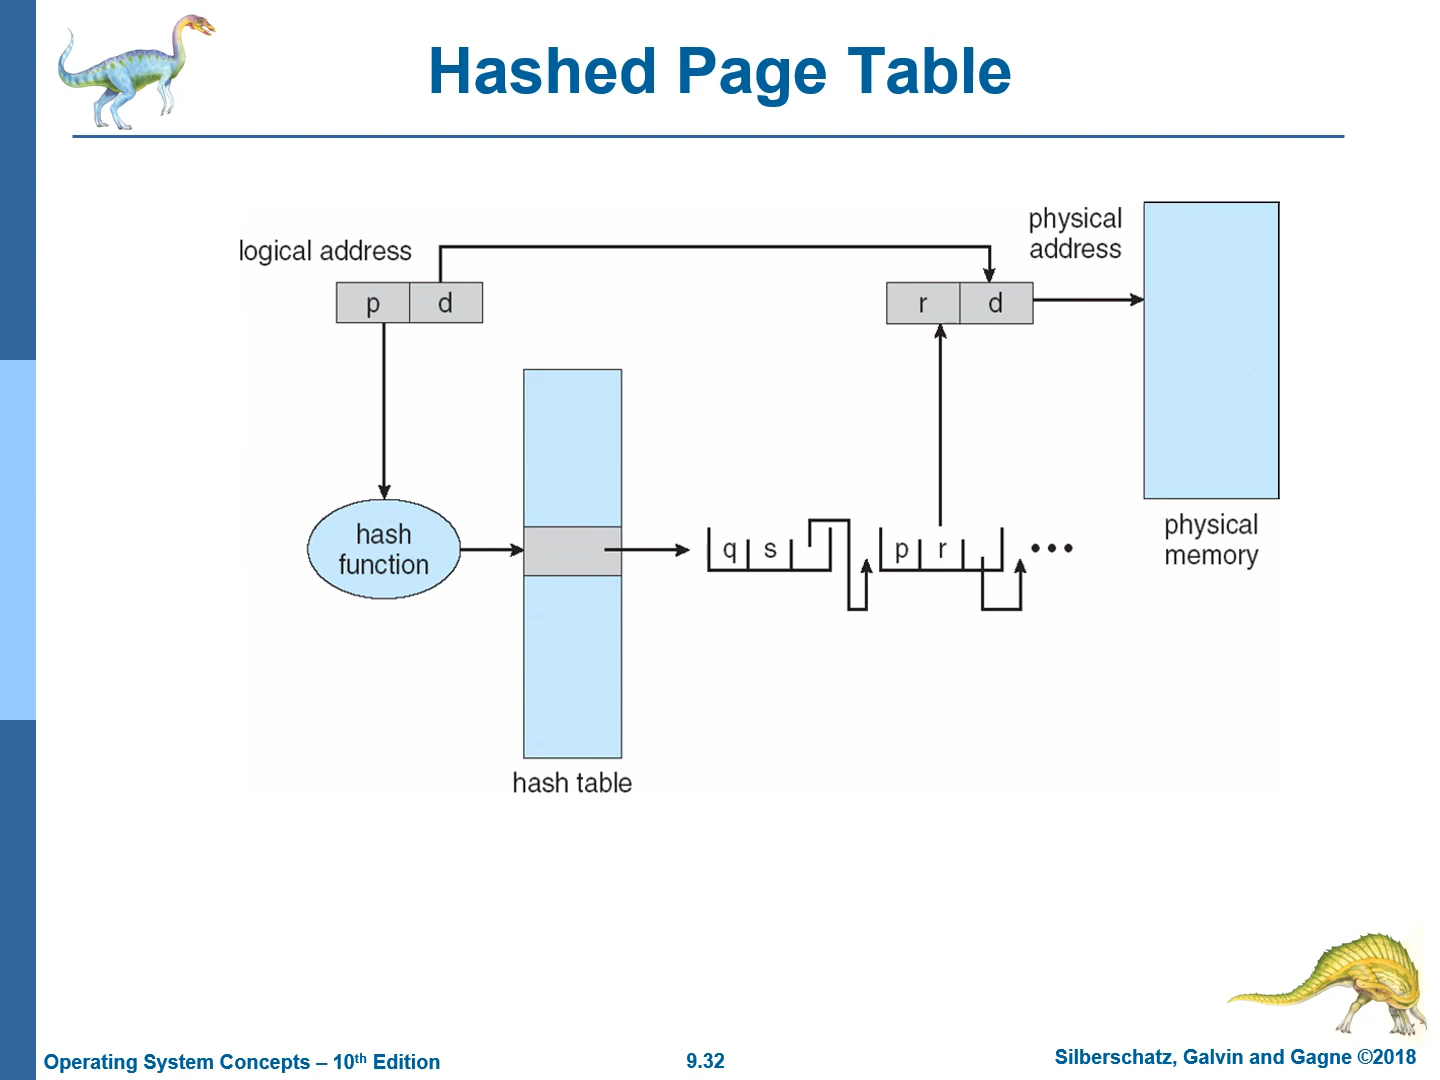 Hashed Page Table
logical address
p d
physical
address
r d
hash
function
q s
p r
•••
physical
memory
hash table
Operating System Concepts – 10th Edition
9.32
Silberschatz, Galvin and Gagne ©2018